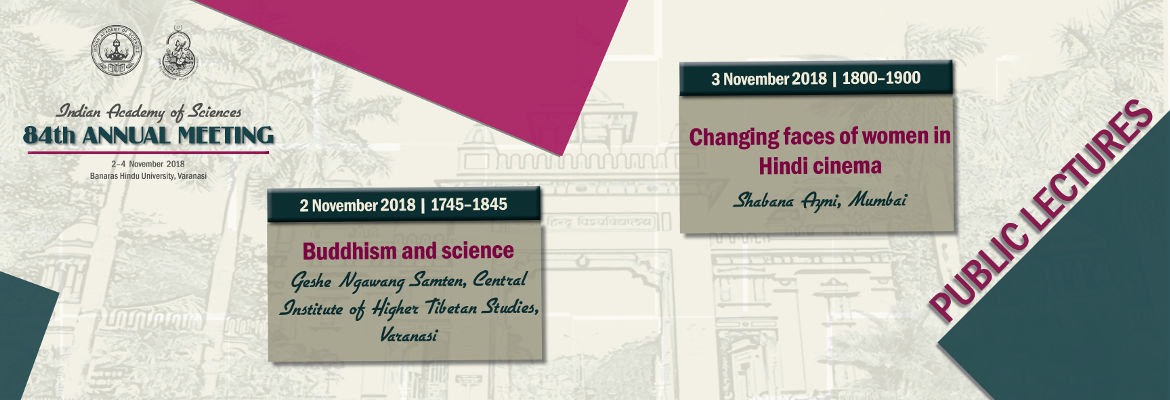 Indian Academy of Sciences
84th ANNUAL MEETING
2–4 November 2018
Banaras Hindu University, Varanasi
2 November 2018 | 1745–1845
Buddhism and science
Geshe Ngawang Samten, Central
Institute of Higher Tibetan Studies,
Varanasi
3 November 2018 | 1800–1900
Changing faces of women in
Hindi cinema
Shabana Azmi, Mumbai
PUBLIC LECTURES